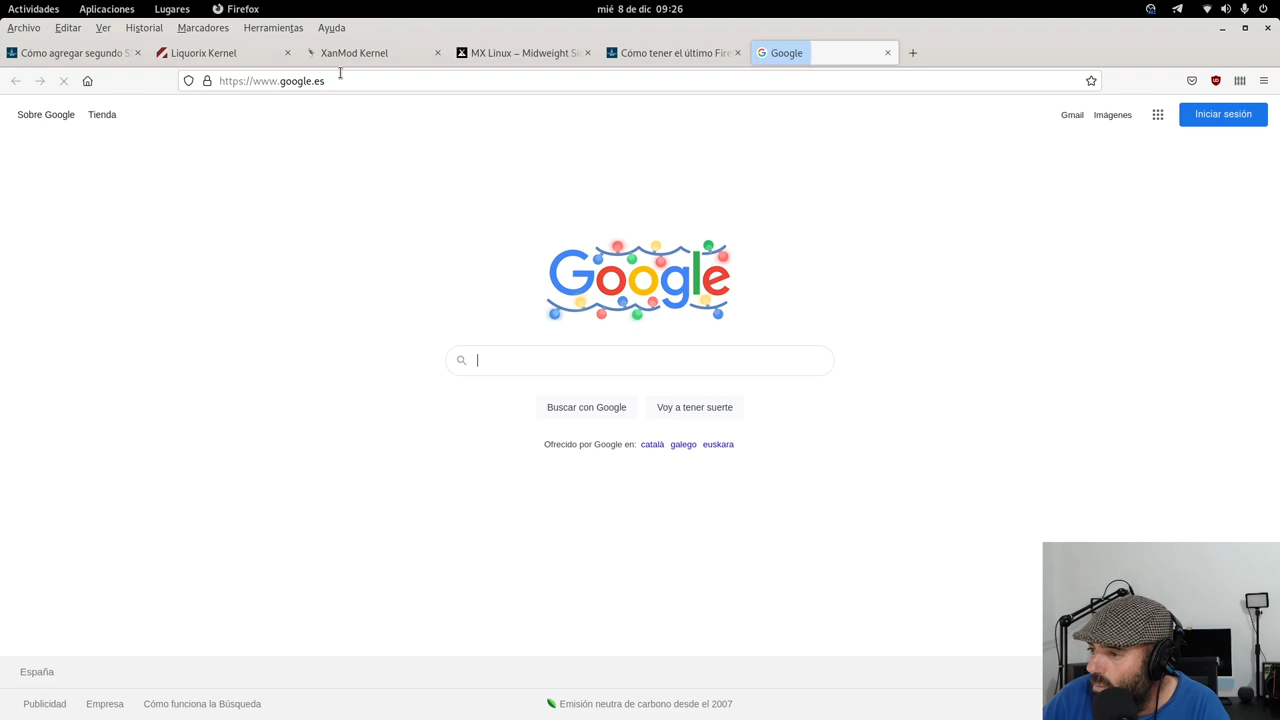 Actividades Aplicaciones Lugares Firefox mié 8 de dic 09:26
Archivo Editar Ver Historial Marcadores Herramientas Ayuda
Cómo agregar segundo S Liquorix Kernel XanMod Kernel MX Linux – Midweight Si Cómo tener el último Fire Google
https://www.google.es
Sobre Google Tienda Gmail Imágenes Iniciar sesión
Google
Buscar con Google Voy a tener suerte
Ofrecido por Google en: català galego euskara
España
Publicidad Empresa Cómo funciona la Búsqueda Emisión neutra de carbono desde el 2007